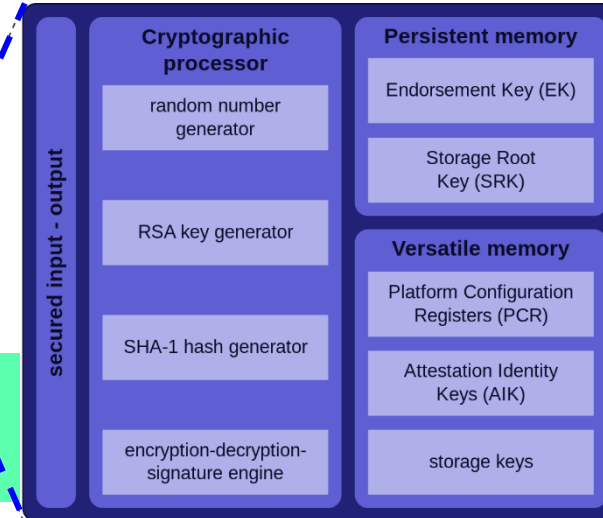 secured input - output
Cryptographic
processor
random number
generator
RSA key generator
SHA-1 hash generator
encryption-decryption-
signature engine
Persistent memory
Endorsement Key (EK)
Storage Root
Key (SRK)
Versatile memory
Platform Configuration
Registers (PCR)
Attestation Identity
Keys (AIK)
storage keys